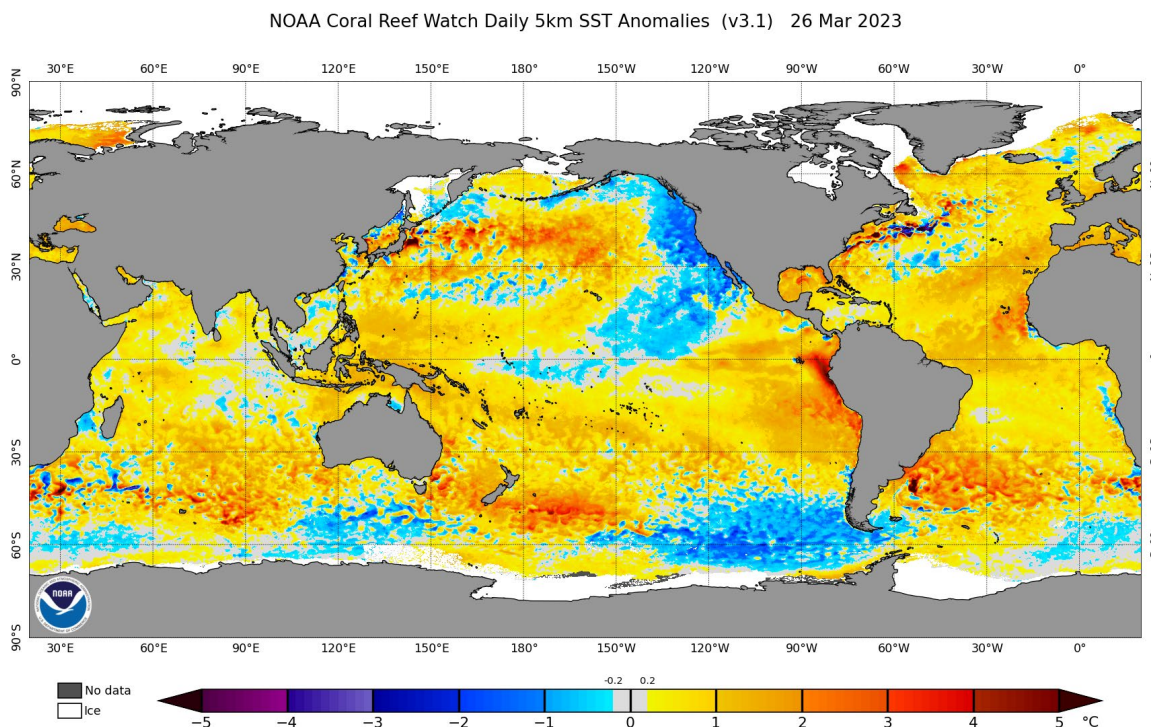 NOAA Coral Reef Watch Daily 5km SST Anomalies (v3.1) 26 Mar 2023
30°E 60°E 90°E 120°E 150°E 180° 150°W 120°W 90°W 60°W 30°W 0°
90°N
60°N
30°N
0°
30°S
60°S
90°S
NOAA
30°E 60°E 90°E 120°E 150°E 180° 150°W 120°W 90°W 60°W 30°W 0°
-0.2 0.2
No data
Ice
−5 −4 −3 −2 −1 0 1 2 3 4 5 °C